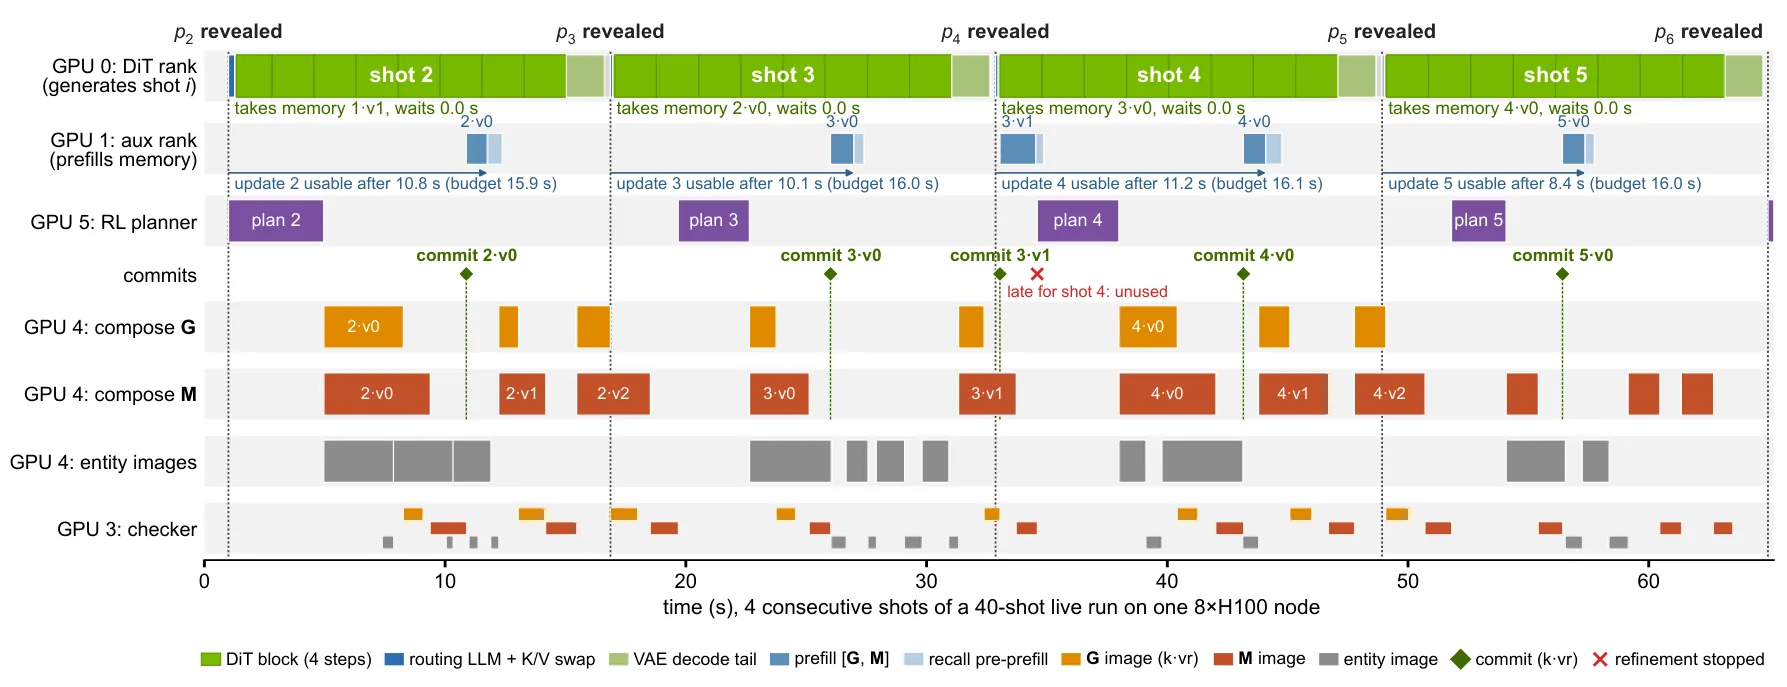 p2 revealed
p3 revealed
p4 revealed
p5 revealed
p6 revealed
GPU 0: DiT rank
(generates shot i)
shot 2
shot 3
shot 4
shot 5
takes memory 1·v1, waits 0.0 s
takes memory 2·v0, waits 0.0 s
takes memory 3·v0, waits 0.0 s
takes memory 4·v0, waits 0.0 s
GPU 1: aux rank
(prefills memory)
2·v0
3·v0
3·v1
4·v0
5·v0
update 2 usable after 10.8 s (budget 15.9 s)
update 3 usable after 10.1 s (budget 16.0 s)
update 4 usable after 11.2 s (budget 16.1 s)
update 5 usable after 8.4 s (budget 16.0 s)
GPU 5: RL planner
plan 2
plan 3
plan 4
plan 5
commits
commit 2·v0
commit 3·v0
commit 3·v1
commit 4·v0
commit 5·v0
late for shot 4: unused
GPU 4: compose G
2·v0
4·v0
GPU 4: compose M
2·v0
2·v1
2·v2
3·v0
3·v1
4·v0
4·v1
4·v2
GPU 4: entity images
GPU 3: checker
0
10
20
30
40
50
60
time (s), 4 consecutive shots of a 40-shot live run on one 8×H100 node
DiT block (4 steps)
routing LLM + K/V swap
VAE decode tail
prefill [G, M]
recall pre-prefill
G image (k·vr)
M image
entity image
commit (k·vr)
refinement stopped